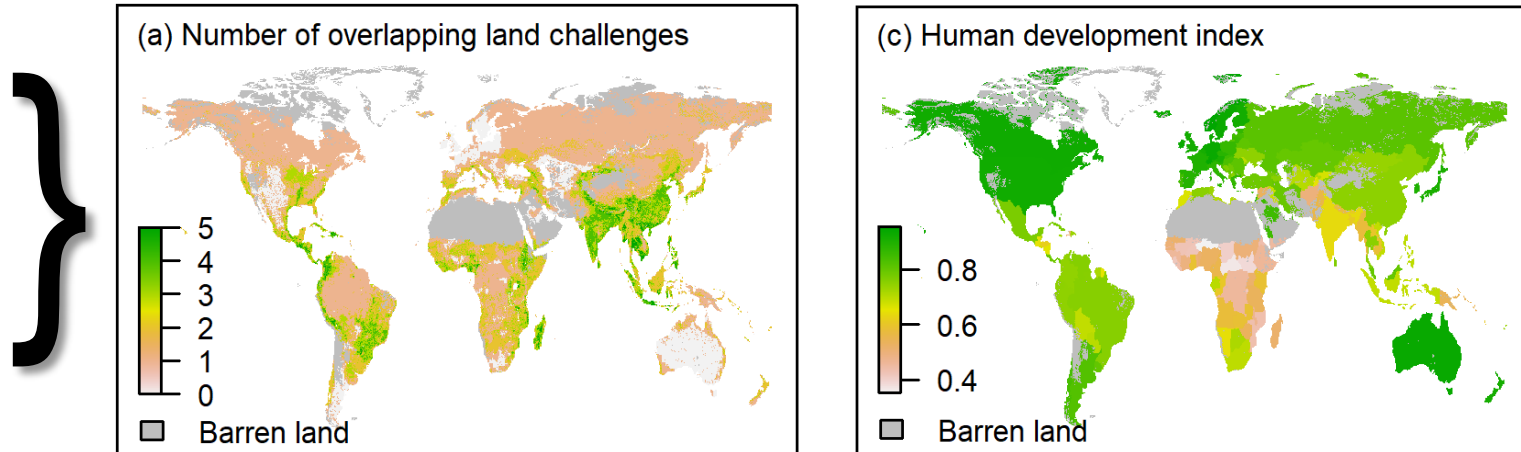 }
(a) Number of overlapping land challenges
5
4
3
2
1
0
Barren land
(c) Human development index
0.8
0.6
0.4
Barren land